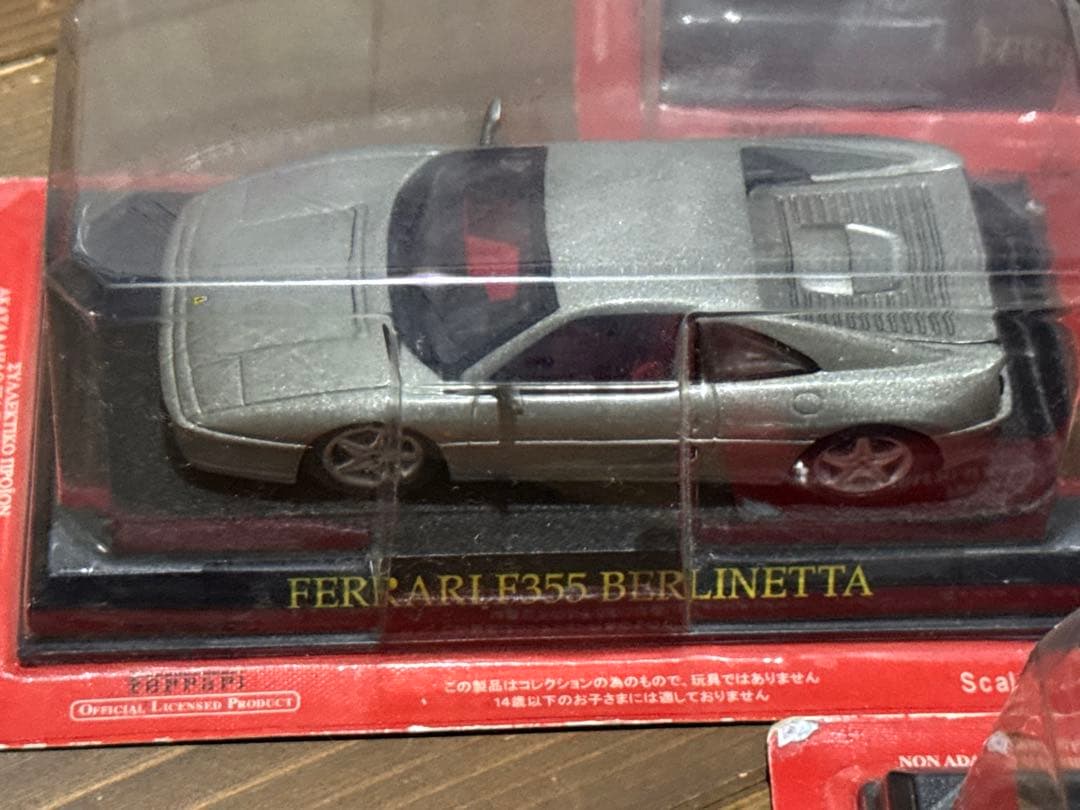 FERRARI F355 BERLINETTA
Ferrari
OFFICIAL LICENSED PRODUCT
この製品はコレクションの為のもので、玩具ではありません
14歳以下のお子さまには適しておりません
Scal
ΣΥΛΛΕΚΤΙΚΟ ΠΡΟΪΟΝ
NON ADA